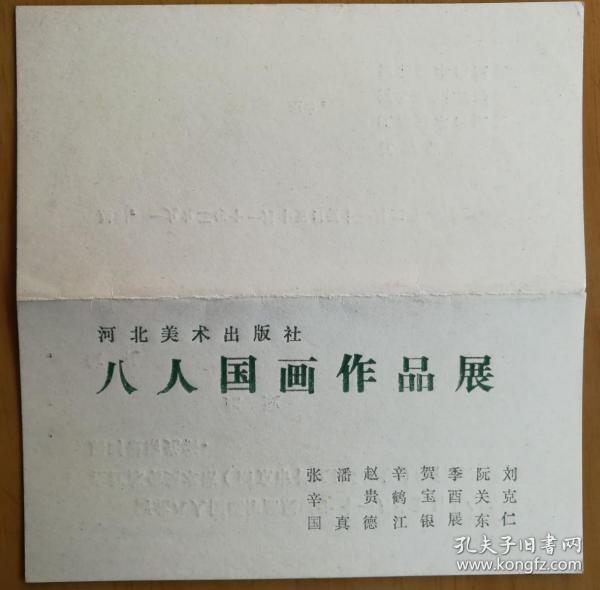 河北美术出版社
八人国画作品展
刘克仁
阮关东
季酉展
贺宝银
辛鹤江
赵贵德
潘真
张辛国
孔夫子旧书网
www.kongfz.com